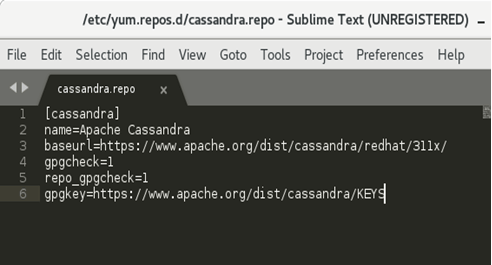 /etc/yum.repos.d/cassandra.repo - Sublime Text (UNREGISTERED)
File Edit Selection Find View Goto Tools Project Preferences Help
cassandra.repo x
1 [cassandra]
2 name=Apache Cassandra
3 baseurl=https://www.apache.org/dist/cassandra/redhat/311x/
4 gpgcheck=1
5 repo_gpgcheck=1
6 gpgkey=https://www.apache.org/dist/cassandra/KEYS